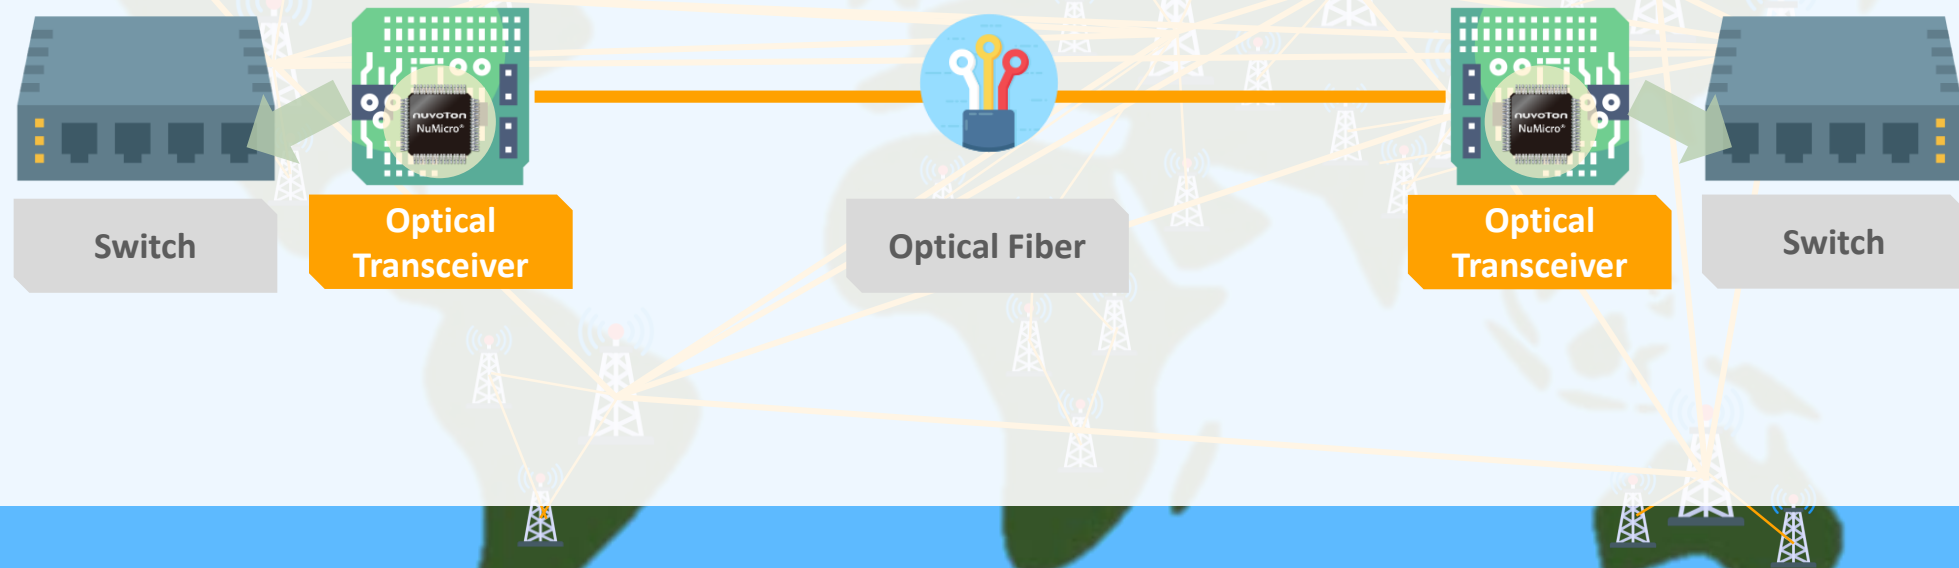 nuvoTon
NuMicro®
nuvoTon
NuMicro®
Switch
Optical
Transceiver
Optical Fiber
Optical
Transceiver
Switch